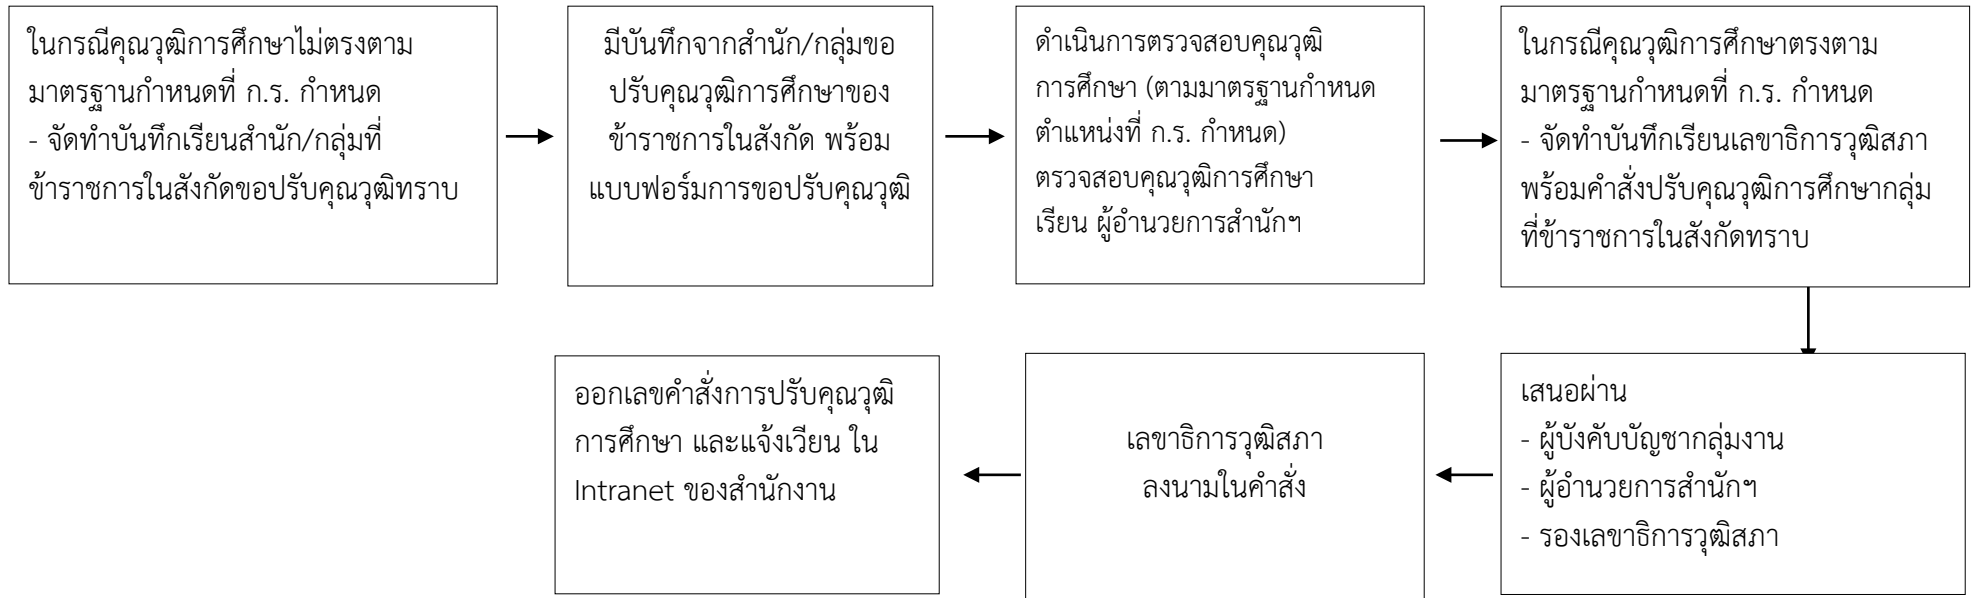 ในกรณีคุณวุฒิการศึกษาไม่ตรงตาม
มาตรฐานกำหนดที่ ก.ร. กำหนด
- จัดทำบันทึกเรียนสำนัก/กลุ่มที่
ข้าราชการในสังกัดขอปรับคุณวุฒิทราบ
มีบันทึกจากสำนัก/กลุ่มขอ
ปรับคุณวุฒิการศึกษาของ
ข้าราชการในสังกัด พร้อม
แบบฟอร์มการขอปรับคุณวุฒิ
ดำเนินการตรวจสอบคุณวุฒิ
การศึกษา (ตามมาตรฐานกำหนด
ตำแหน่งที่ ก.ร. กำหนด)
ตรวจสอบคุณวุฒิการศึกษา
เรียน ผู้อำนวยการสำนักฯ
ในกรณีคุณวุฒิการศึกษาตรงตาม
มาตรฐานกำหนดที่ ก.ร. กำหนด
- จัดทำบันทึกเรียนเลขาธิการวุฒิสภา
พร้อมคำสั่งปรับคุณวุฒิการศึกษากลุ่ม
ที่ข้าราชการในสังกัดทราบ
เสนอผ่าน
- ผู้บังคับบัญชากลุ่มงาน
- ผู้อำนวยการสำนักฯ
- รองเลขาธิการวุฒิสภา
เลขาธิการวุฒิสภา
ลงนามในคำสั่ง
ออกเลขคำสั่งการปรับคุณวุฒิ
การศึกษา และแจ้งเวียน ใน
Intranet ของสำนักงาน